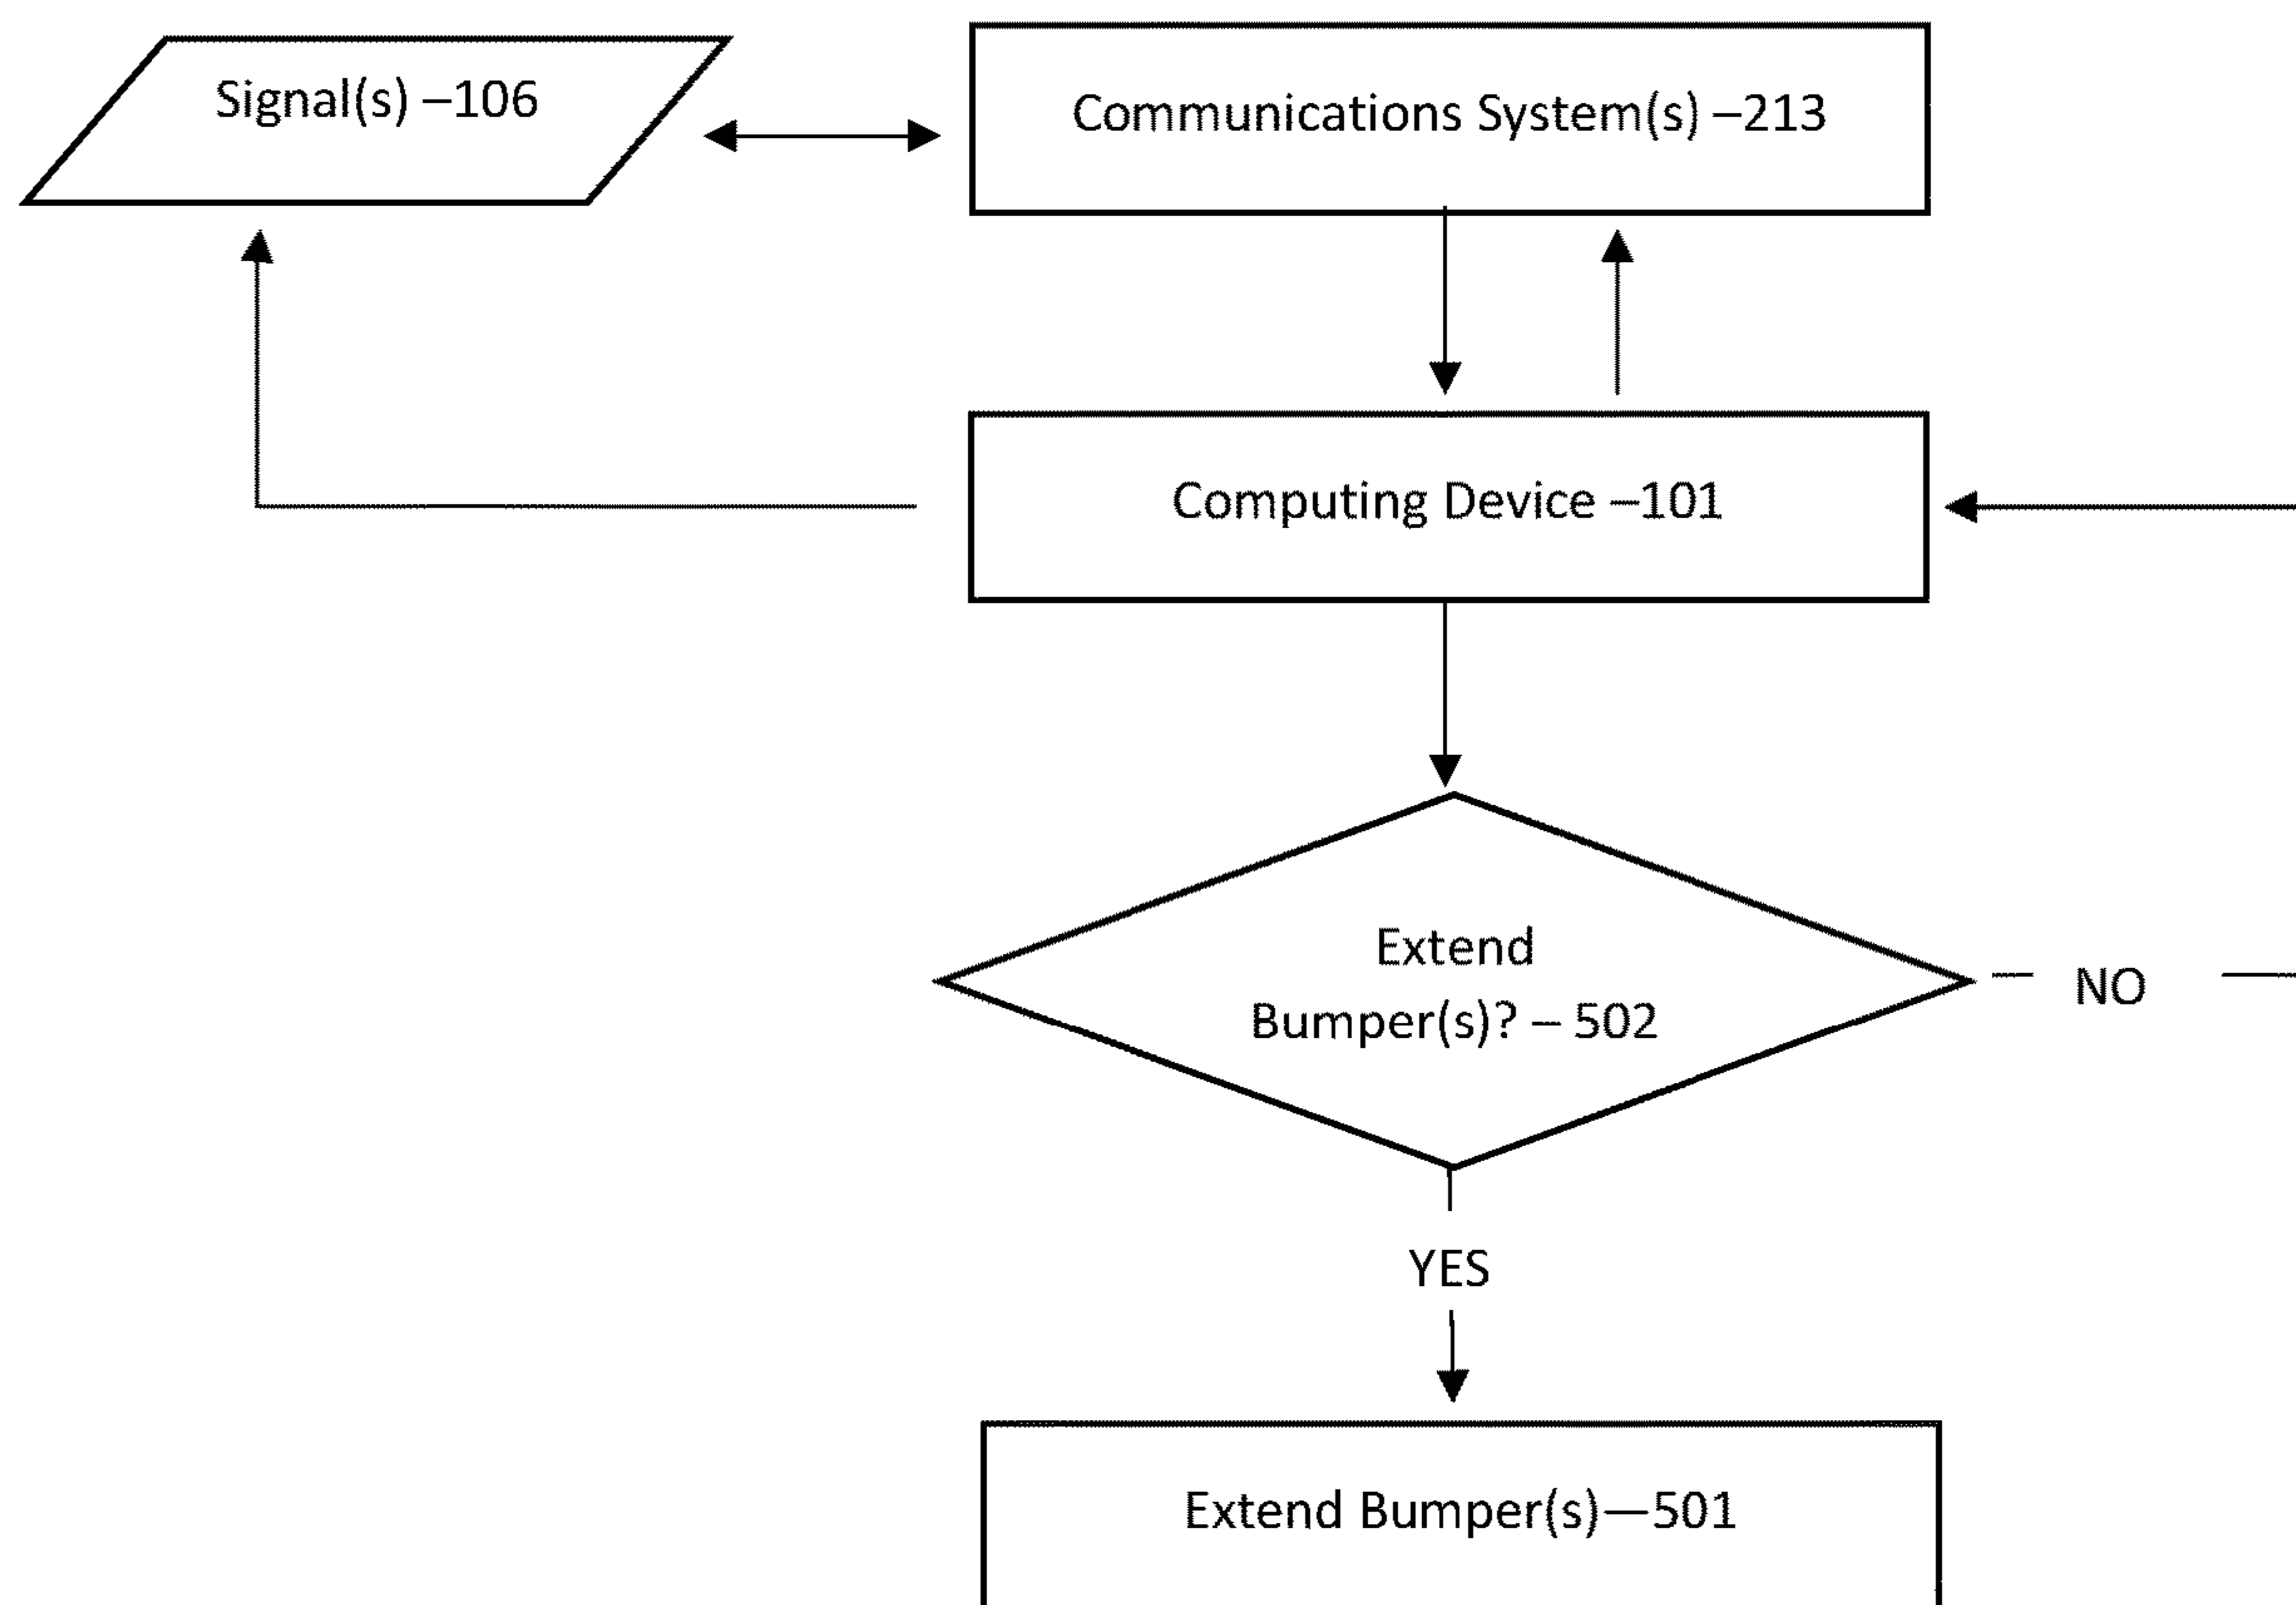 Signal(s) –106
Communications System(s) –213
Computing Device –101
Extend
Bumper(s)? – 502
NO
YES
Extend Bumper(s)—501